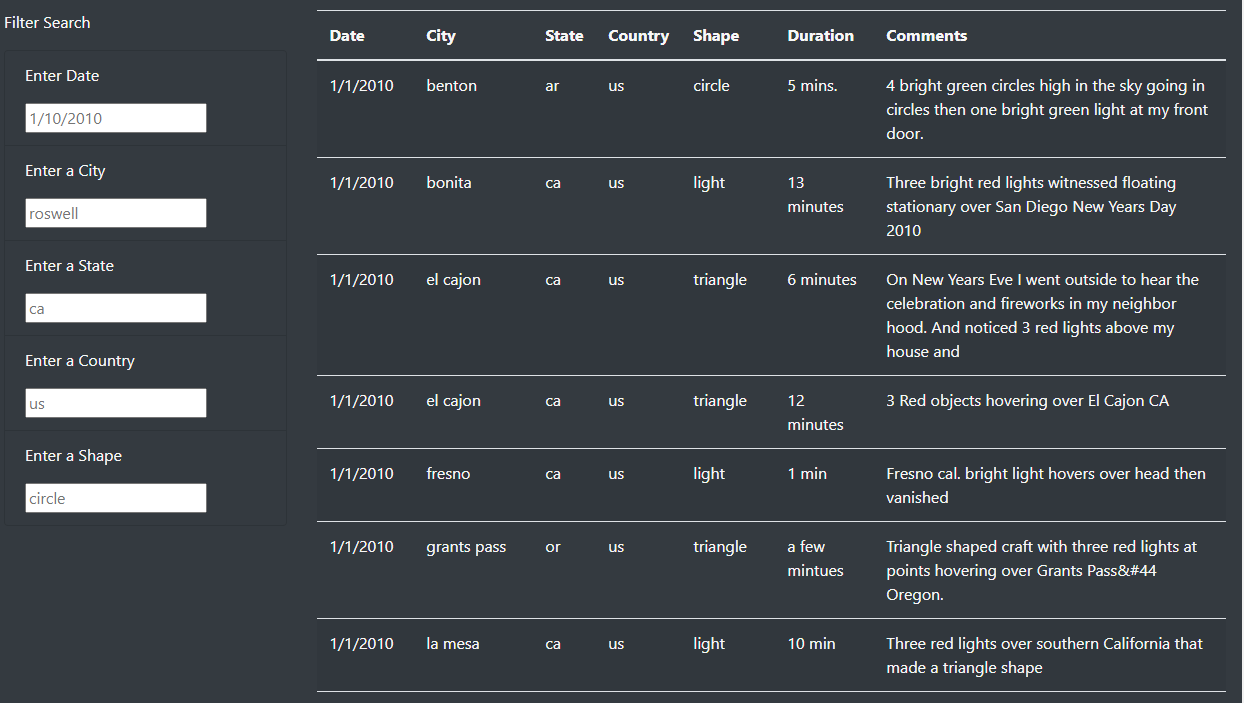 Filter Search
Enter Date
1/10/2010
Enter a City
roswell
Enter a State
ca
Enter a Country
us
Enter a Shape
circle
Date City State Country Shape Duration Comments
1/1/2010 benton ar us circle 5 mins. 4 bright green circles high in the sky going in
circles then one bright green light at my front
door.
1/1/2010 bonita ca us light 13 Three bright red lights witnessed floating
minutes stationary over San Diego New Years Day
2010
1/1/2010 el cajon ca us triangle 6 minutes On New Years Eve I went outside to hear the
celebration and fireworks in my neighbor
hood. And noticed 3 red lights above my
house and
1/1/2010 el cajon ca us triangle 12 3 Red objects hovering over El Cajon CA
minutes
1/1/2010 fresno ca us light 1 min Fresno cal. bright light hovers over head then
vanished
1/1/2010 grants pass or us triangle a few Triangle shaped craft with three red lights at
mintues points hovering over Grants Pass&#44
Oregon.
1/1/2010 la mesa ca us light 10 min Three red lights over southern California that
made a triangle shape